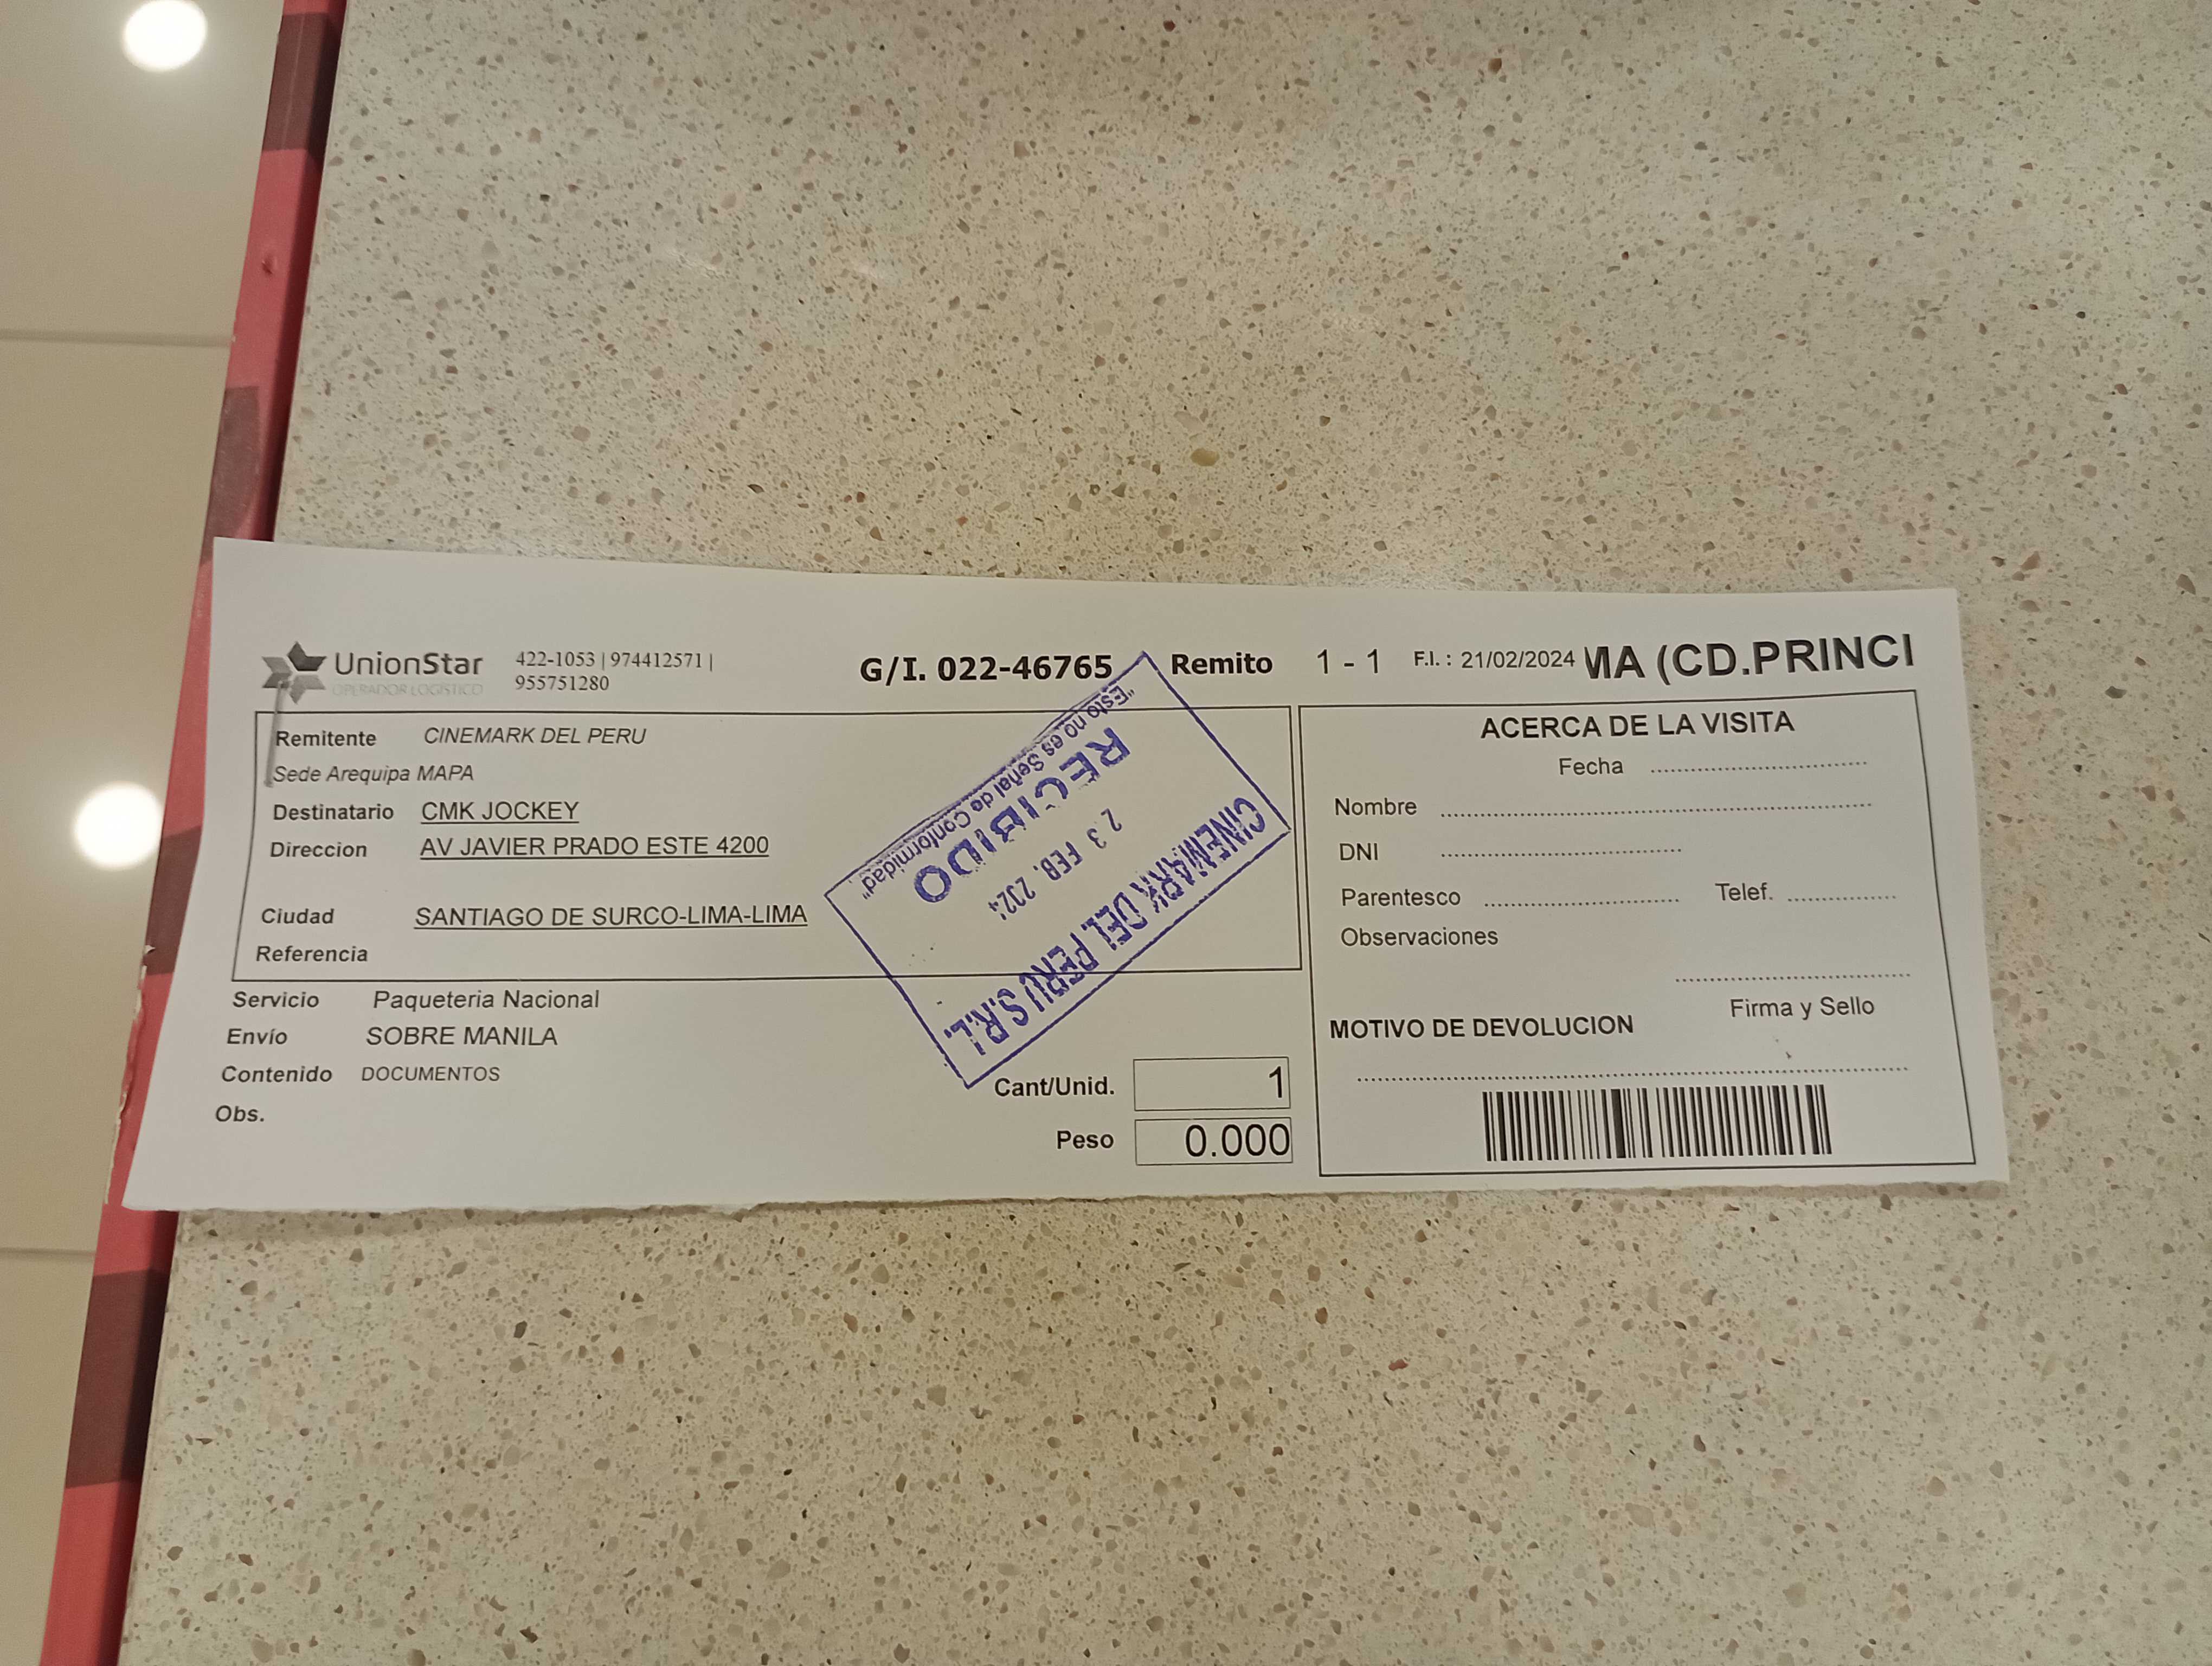 UnionStar
OPERADOR LOGÍSTICO
422-1053 | 974412571 |
955751280
G/I. 022-46765
Remito 1 - 1
F.I. : 21/02/2024
MA (CD.PRINCI
Remitente CINEMARK DEL PERU
Sede Arequipa MAPA
Destinatario CMK JOCKEY
Direccion AV JAVIER PRADO ESTE 4200
Ciudad SANTIAGO DE SURCO-LIMA-LIMA
Referencia
Servicio Paqueteria Nacional
Envío SOBRE MANILA
Contenido DOCUMENTOS
Obs.
Cant/Unid. 1
Peso 0.000
CINEMARK DEL PERU S.R.L.
23 FEB. 2024
RECIBIDO
"Esto no es Señal de Conformidad"
ACERCA DE LA VISITA
Fecha
Nombre
DNI
Parentesco Telef.
Observaciones
Firma y Sello
MOTIVO DE DEVOLUCION